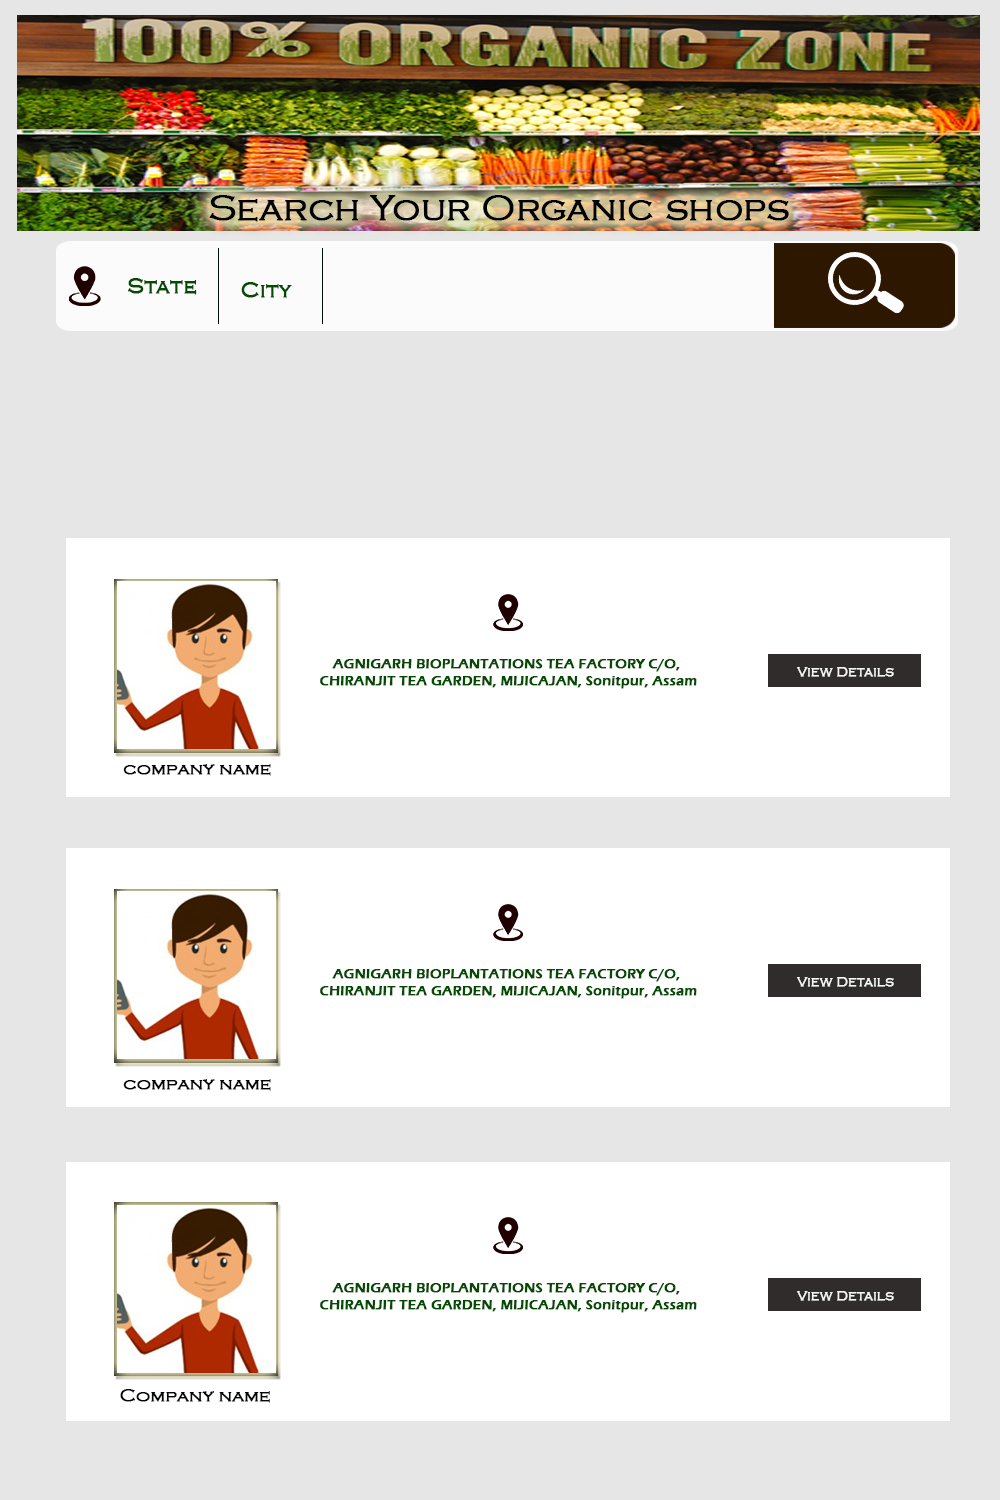 100% ORGANIC ZONE
Search Your Organic shops
State
City
AGNIGARH BIOPLANTATIONS TEA FACTORY C/O,
CHIRANJIT TEA GARDEN, MIJICAJAN, Sonitpur, Assam
View Details
company name
AGNIGARH BIOPLANTATIONS TEA FACTORY C/O,
CHIRANJIT TEA GARDEN, MIJICAJAN, Sonitpur, Assam
View Details
company name
AGNIGARH BIOPLANTATIONS TEA FACTORY C/O,
CHIRANJIT TEA GARDEN, MIJICAJAN, Sonitpur, Assam
View Details
Company name